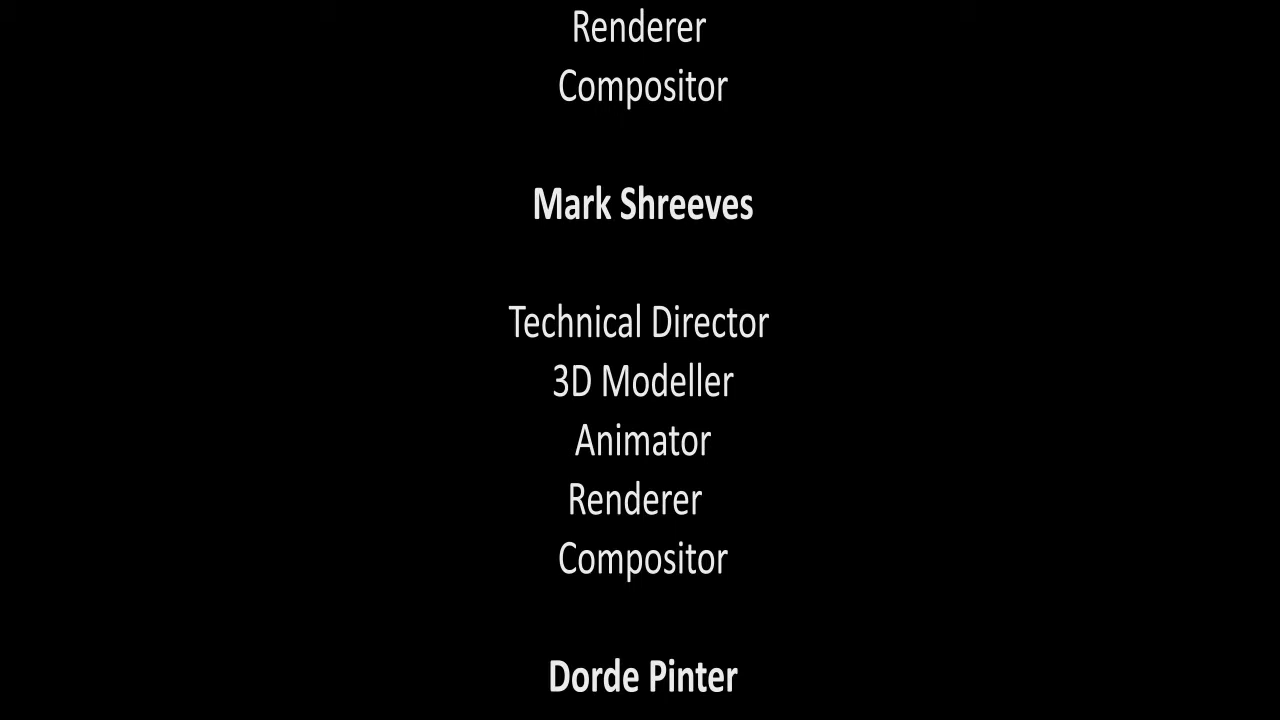 Renderer
Compositor
Mark Shreeves
Technical Director
3D Modeller
Animator
Renderer
Compositor
Dorde Pinter